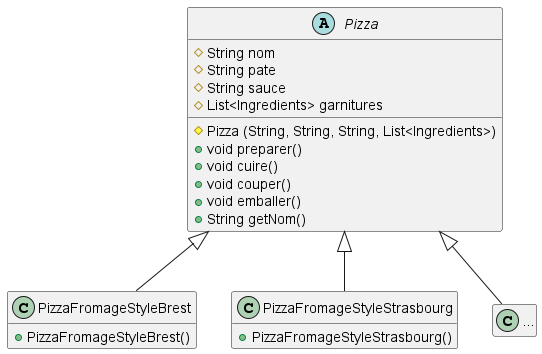 A Pizza
String nom
String pate
String sauce
List<Ingredients> garnitures
Pizza (String, String, String, List<Ingredients>)
void preparer()
void cuire()
void couper()
void emballer()
String getNom()
C PizzaFromageStyleBrest
PizzaFromageStyleBrest()
C PizzaFromageStyleStrasbourg
PizzaFromageStyleStrasbourg()
C ...